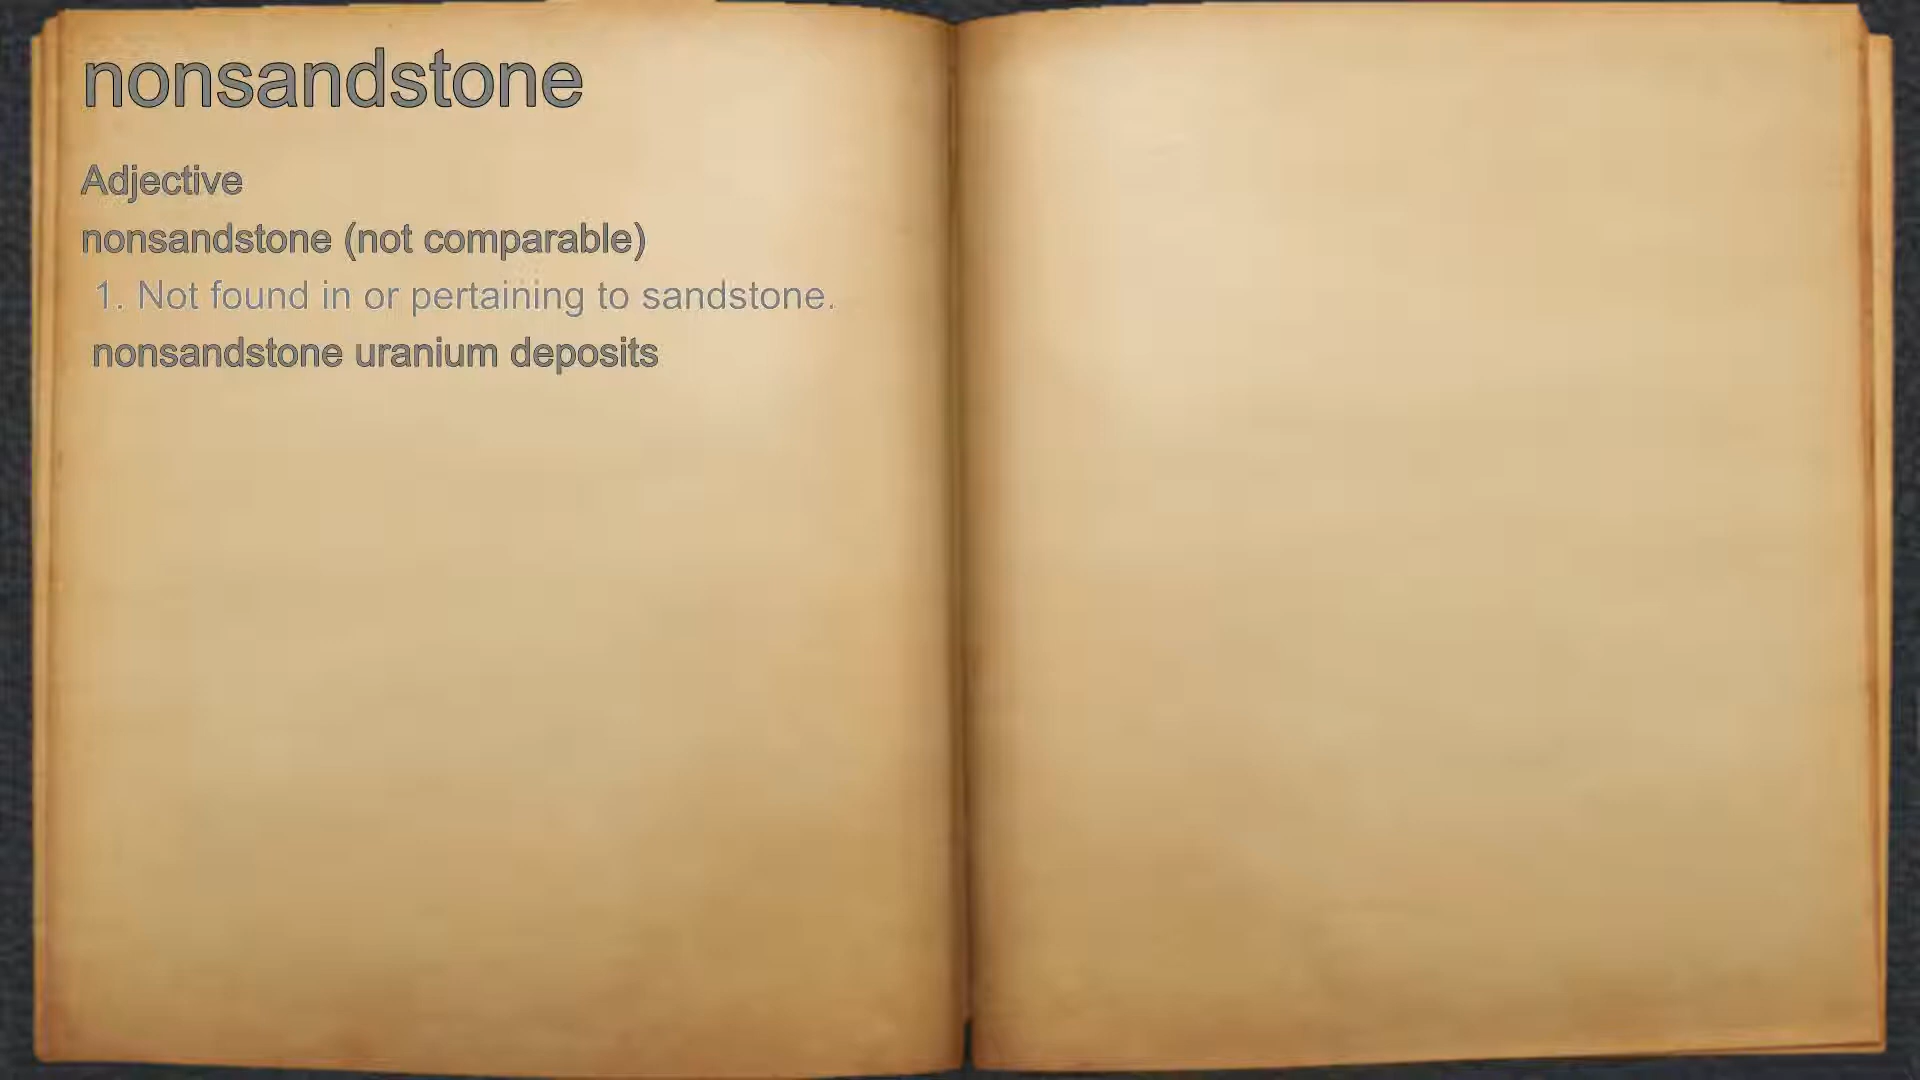 nonsandstone
Adjective
nonsandstone (not comparable)
1. Not found in or pertaining to sandstone.
nonsandstone uranium deposits